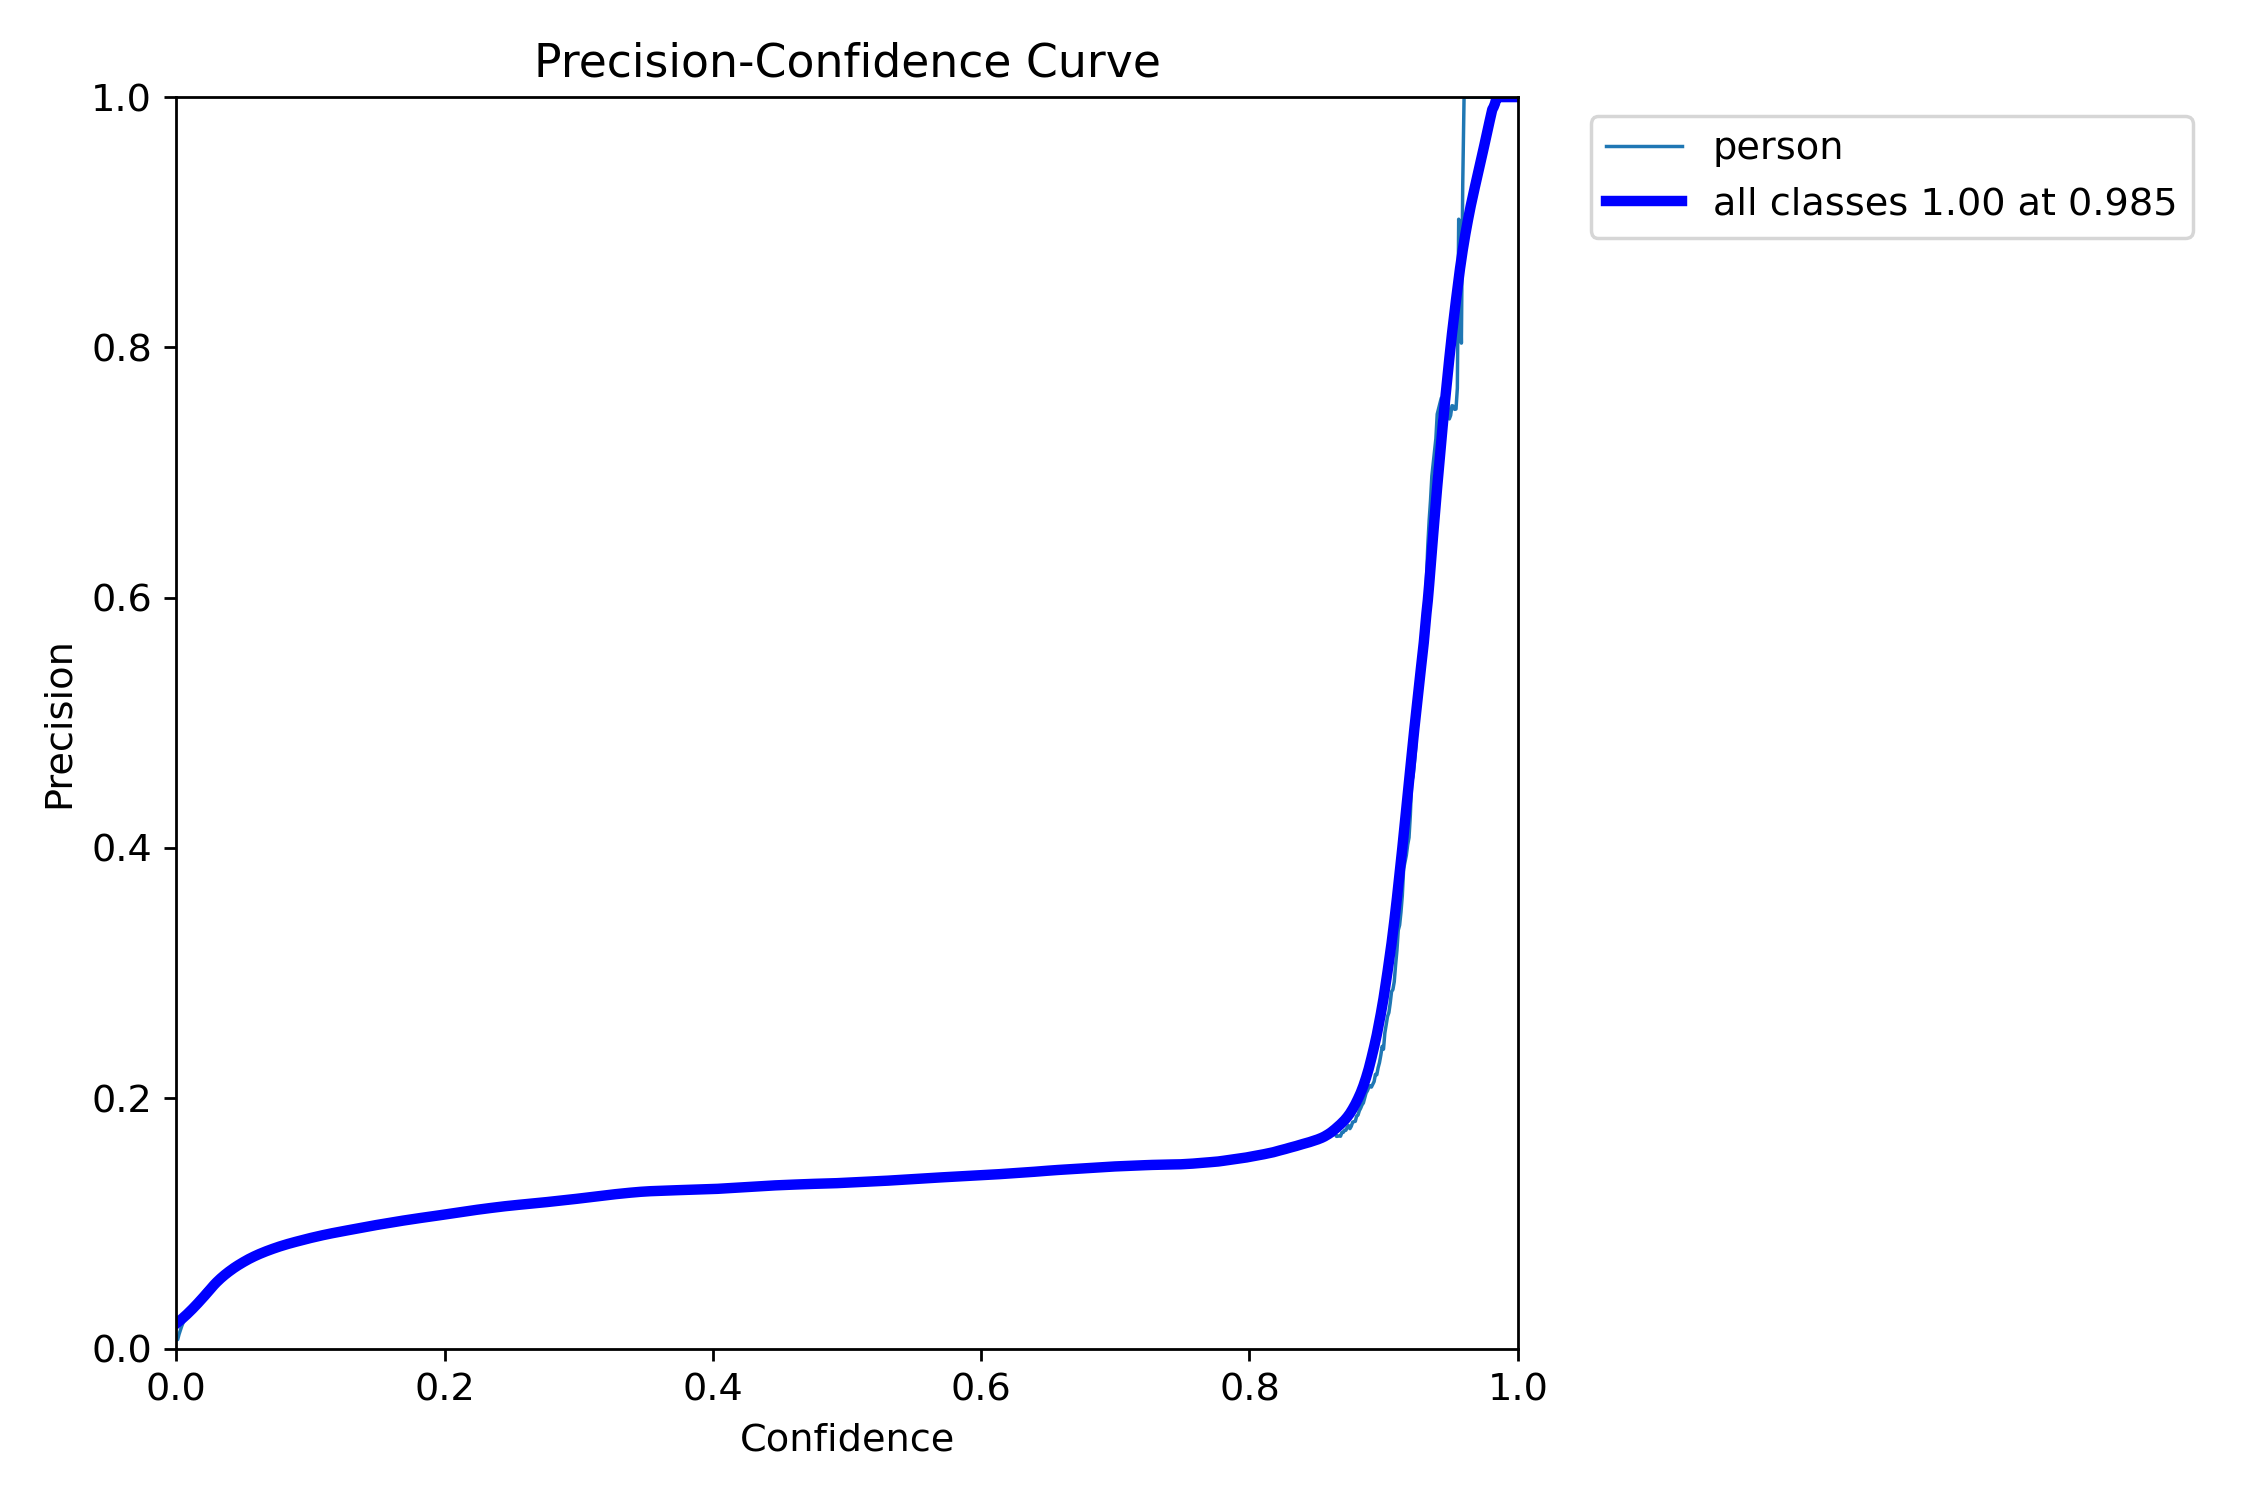 Precision-Confidence Curve
1.0
0.8
0.6
0.4
0.2
0.0
Precision
0.0 0.2 0.4 0.6 0.8 1.0
Confidence
person
all classes 1.00 at 0.985